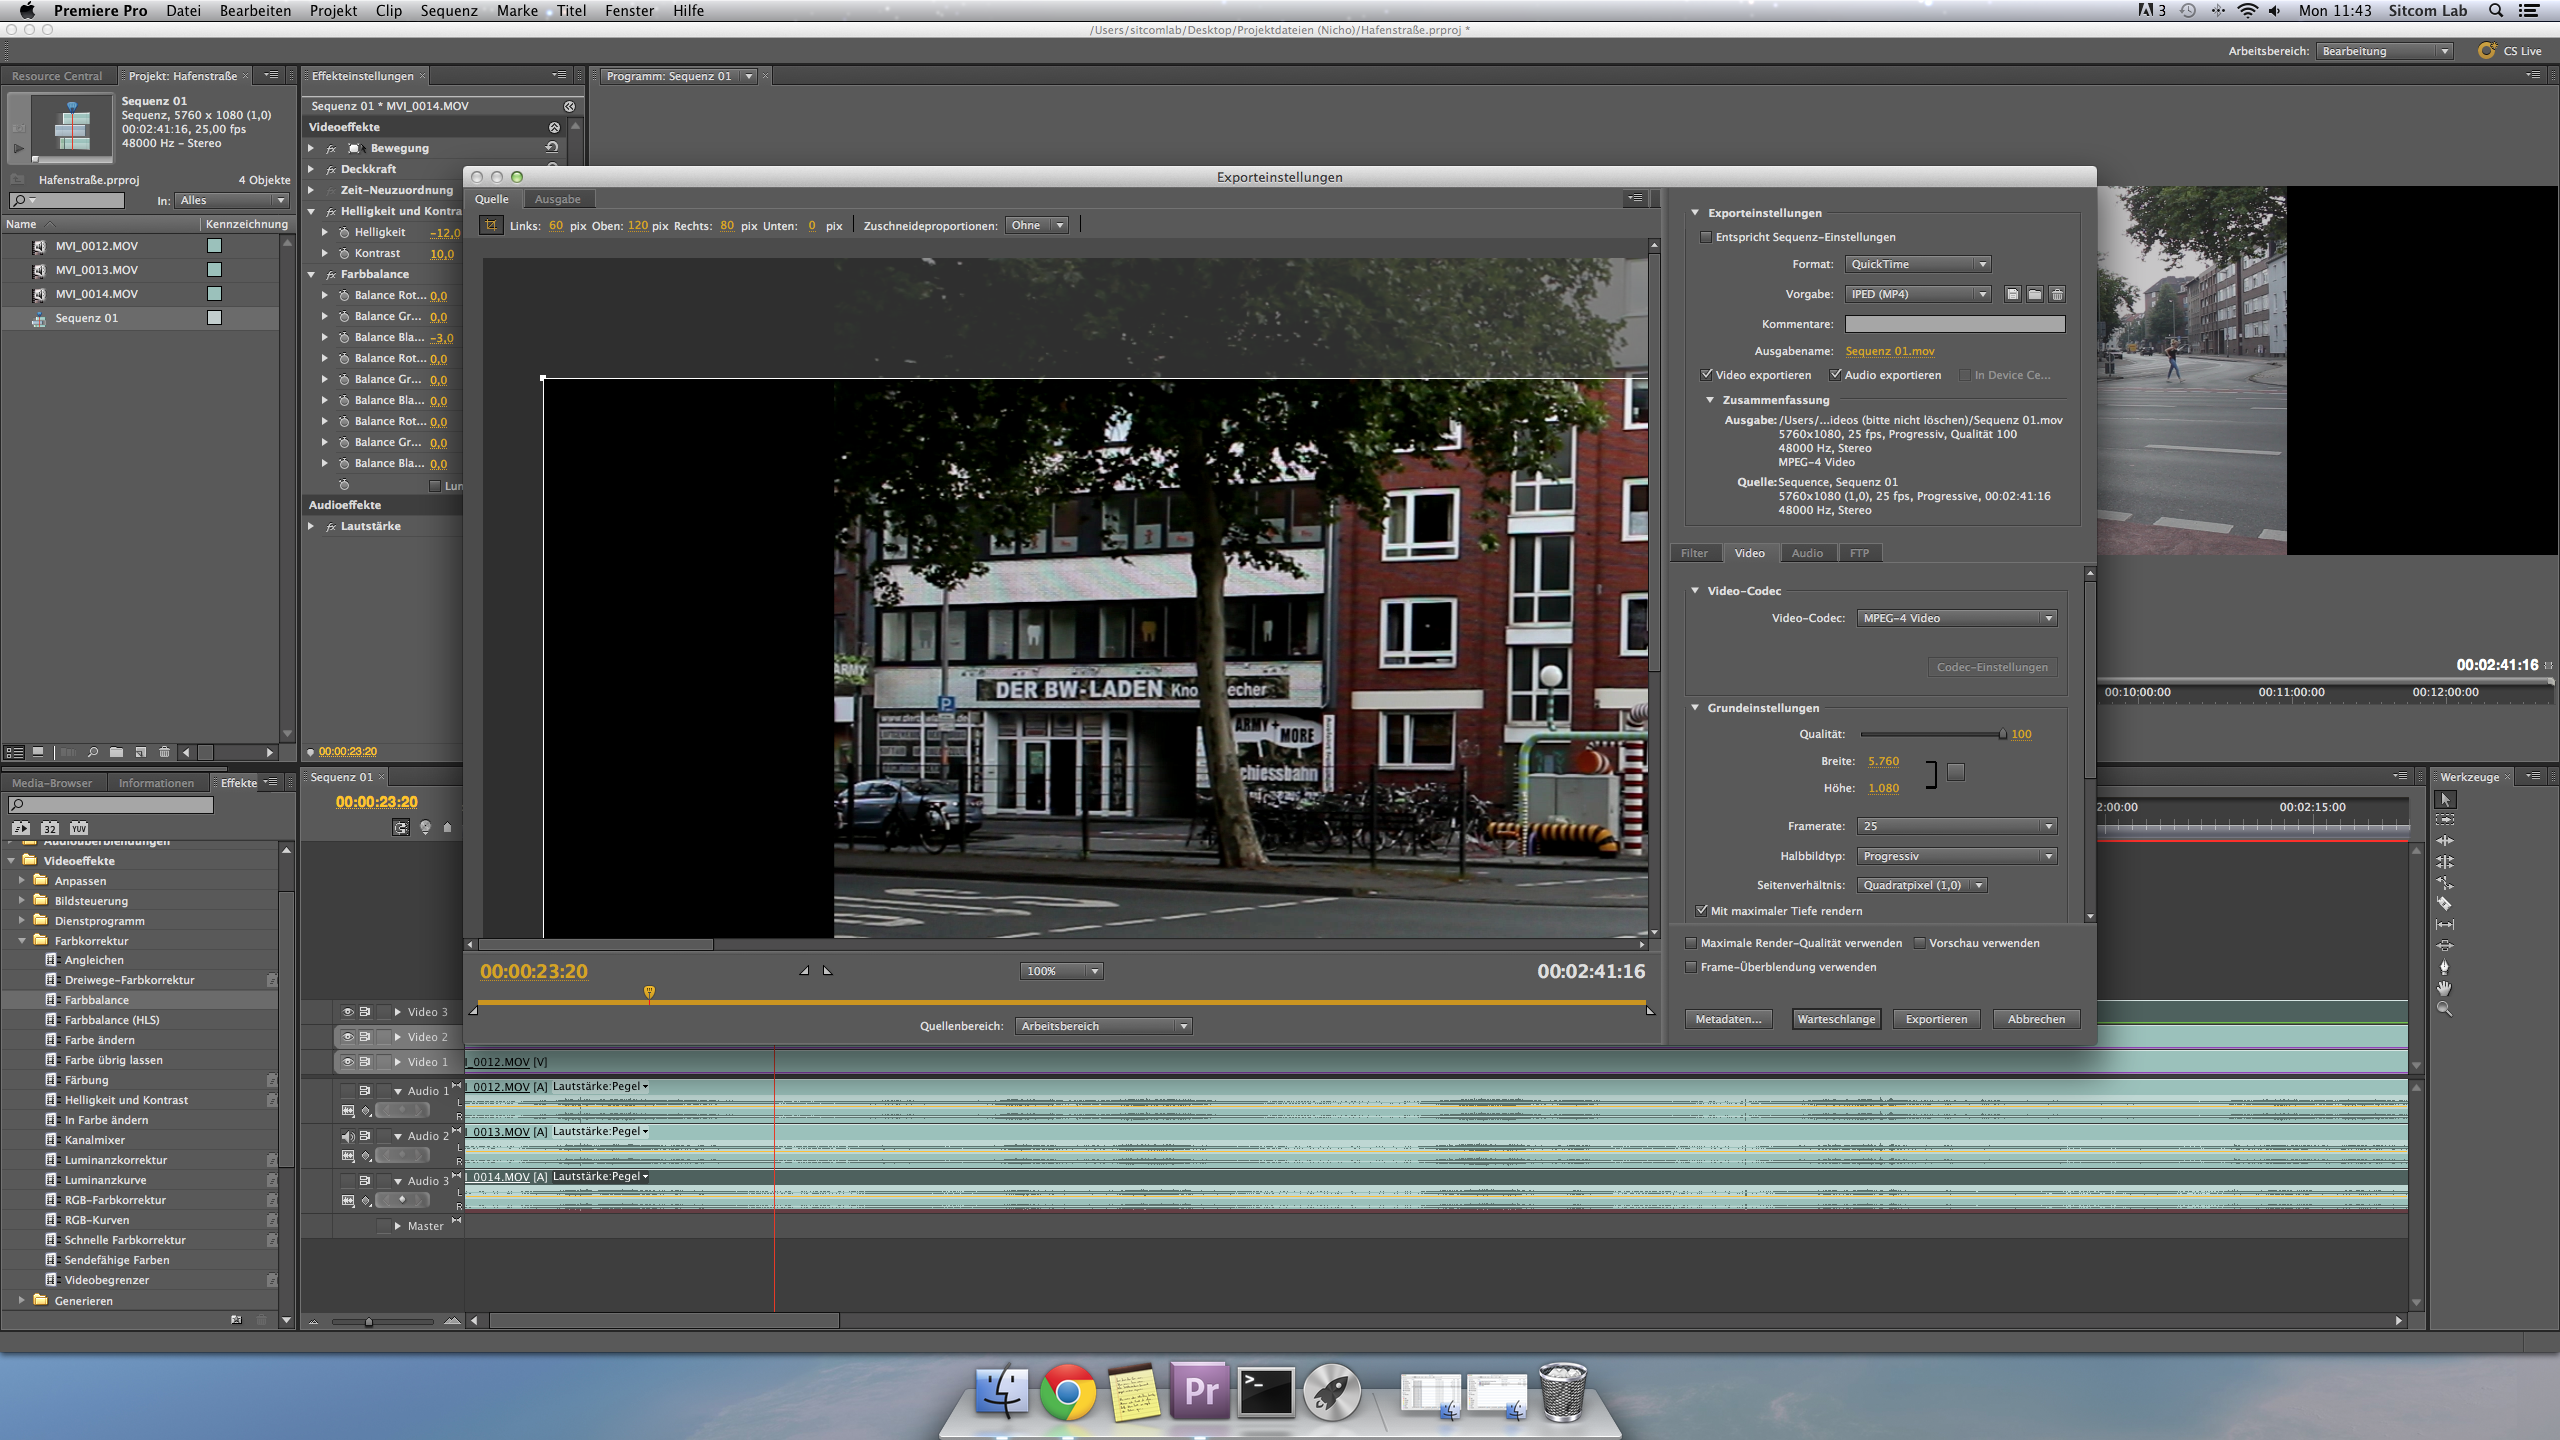 Premiere Pro Datei Bearbeiten Projekt Clip Sequenz Marke Titel Fenster Hilfe
3 Mon 11:43 Sitcom Lab
/Users/sitcomlab/Desktop/Projektdateien (Nicho)/Hafenstraße.prproj *
Arbeitsbereich: Bearbeitung CS Live
Resource Central Projekt: Hafenstraße
Sequenz 01
Sequenz, 5760 x 1080 (1,0)
00:02:41:16, 25,00 fps
48000 Hz – Stereo
Hafenstraße.prproj 4 Objekte
In: Alles
Name Kennzeichnung
MVI_0012.MOV
MVI_0013.MOV
MVI_0014.MOV
Sequenz 01
Effekteinstellungen
Sequenz 01 * MVI_0014.MOV
Videoeffekte
fx Bewegung
fx Deckkraft
fx Zeit-Neuzuordnung
fx Helligkeit und Kontra
Helligkeit -12,0
Kontrast 10,0
fx Farbbalance
Balance Rot... 0,0
Balance Gr... 0,0
Balance Bla... -3,0
Balance Rot... 0,0
Balance Gr... 0,0
Balance Bla... 0,0
Balance Rot... 0,0
Balance Gr... 0,0
Balance Bla... 0,0
Lun
Audioeffekte
fx Lautstärke
00:00:23:20
Programm: Sequenz 01
Exporteinstellungen
Quelle Ausgabe
Links: 60 pix Oben: 120 pix Rechts: 80 pix Unten: 0 pix Zuschneideproportionen: Ohne
ARMY
DER BW-LADEN
P
ARMY +
MORE
chiessbahn
00:00:23:20 100% 00:02:41:16
Quellenbereich: Arbeitsbereich
Exporteinstellungen
Entspricht Sequenz-Einstellungen
Format: QuickTime
Vorgabe: IPED (MP4)
Kommentare:
Ausgabename: Sequenz 01.mov
Video exportieren Audio exportieren In Device Ce...
Zusammenfassung
Ausgabe: /Users/...ideos (bitte nicht löschen)/Sequenz 01.mov
5760x1080, 25 fps, Progressiv, Qualität 100
48000 Hz, Stereo
MPEG-4 Video
Quelle: Sequence, Sequenz 01
5760x1080 (1,0), 25 fps, Progressive, 00:02:41:16
48000 Hz, Stereo
Filter Video Audio FTP
Video-Codec
Video-Codec: MPEG-4 Video
Codec-Einstellungen
Grundeinstellungen
Qualität: 100
Breite: 5.760
Höhe: 1.080
Framerate: 25
Halbbildtyp: Progressiv
Seitenverhältnis: Quadratpixel (1,0)
Mit maximaler Tiefe rendern
Maximale Render-Qualität verwenden Vorschau verwenden
Frame-Überblendung verwenden
Metadaten... Warteschlange Exportieren Abbrechen
00:02:41:16
00:10:00:00 00:11:00:00 00:12:00:00
Media-Browser Informationen Effekte
32 YUV
Audioüberblendungen
Videoeffekte
Anpassen
Bildsteuerung
Dienstprogramm
Farbkorrektur
Angleichen
Dreiwege-Farbkorrektur
Farbbalance
Farbbalance (HLS)
Farbe ändern
Farbe übrig lassen
Färbung
Helligkeit und Kontrast
In Farbe ändern
Kanalmixer
Luminanzkorrektur
Luminanzkurve
RGB-Farbkorrektur
RGB-Kurven
Schnelle Farbkorrektur
Sendefähige Farben
Videobegrenzer
Generieren
Sequenz 01
00:00:23:20
2:00:00 00:02:15:00
Werkzeuge
Video 3
Video 2
Video 1 I_0012.MOV [V]
Audio 1 I_0012.MOV [A] Lautstärke:Pegel
L
R
Audio 2 I_0013.MOV [A] Lautstärke:Pegel
L
R
Audio 3 I_0014.MOV [A] Lautstärke:Pegel
L
R
Master
Pr >_